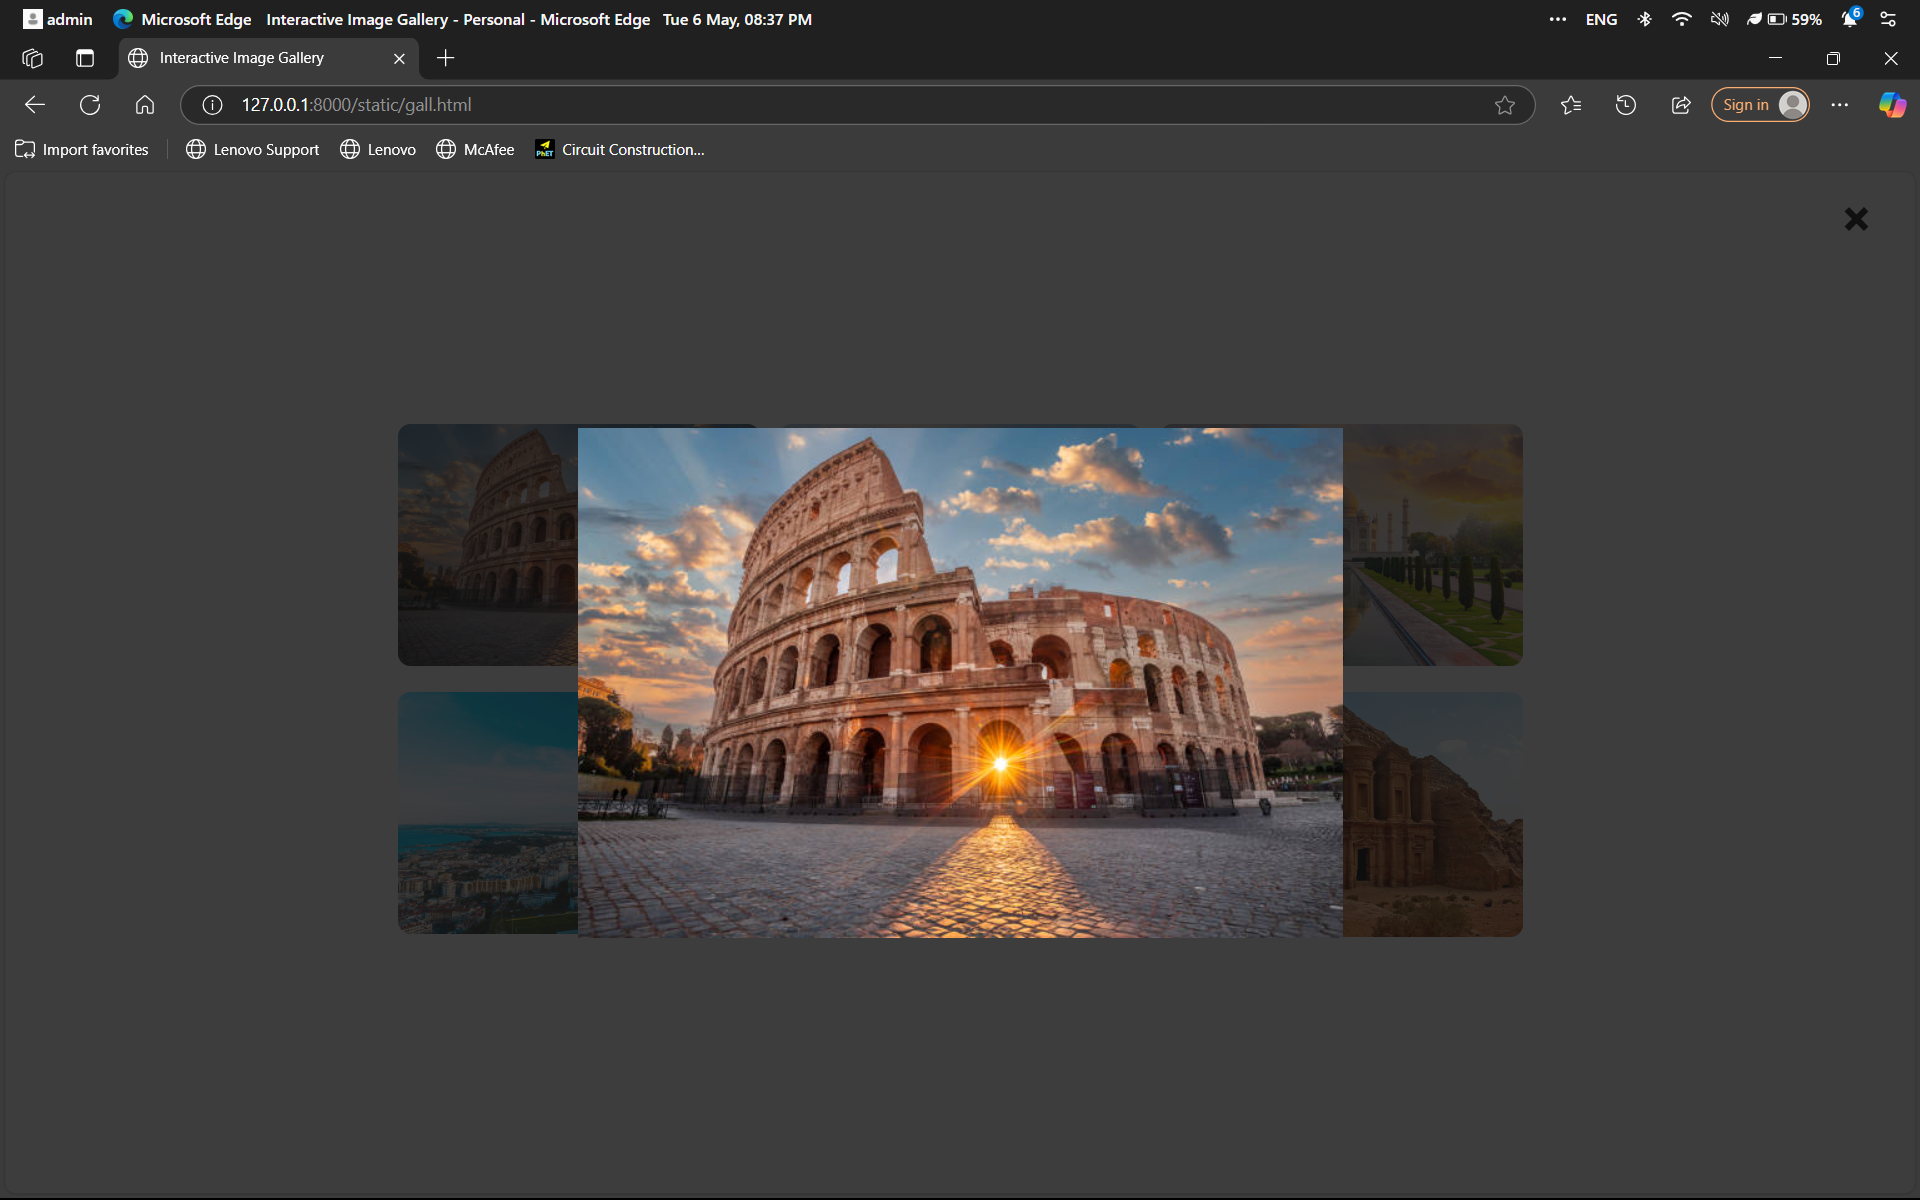 admin Microsoft Edge Interactive Image Gallery - Personal - Microsoft Edge Tue 6 May, 08:37 PM ENG 59% 6
Interactive Image Gallery
127.0.0.1:8000/static/gall.html Sign in
Import favorites Lenovo Support Lenovo McAfee PhET Circuit Construction...